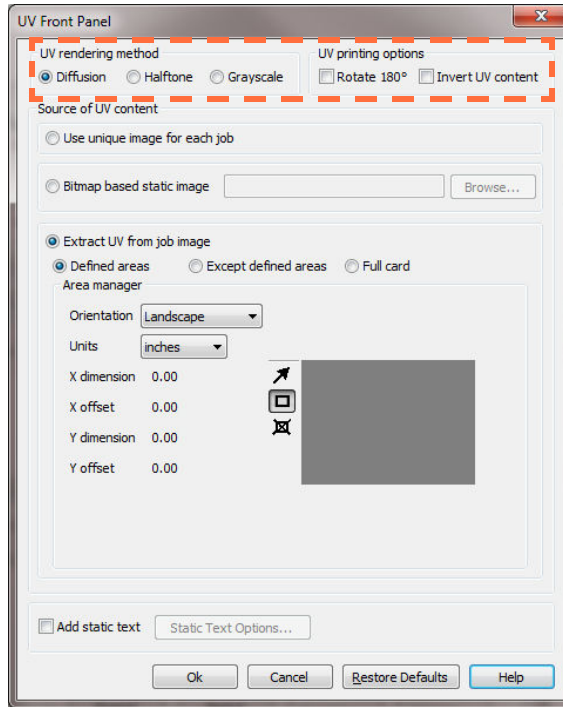 UV Front Panel
UV rendering method
UV printing options
Diffusion Halftone Grayscale
Rotate 180° Invert UV content
Source of UV content
Use unique image for each job
Bitmap based static image Browse...
Extract UV from job image
Defined areas Except defined areas Full card
Area manager
Orientation Landscape
Units inches
X dimension 0.00
X offset 0.00
Y dimension 0.00
Y offset 0.00
Add static text Static Text Options...
Ok Cancel Restore Defaults Help